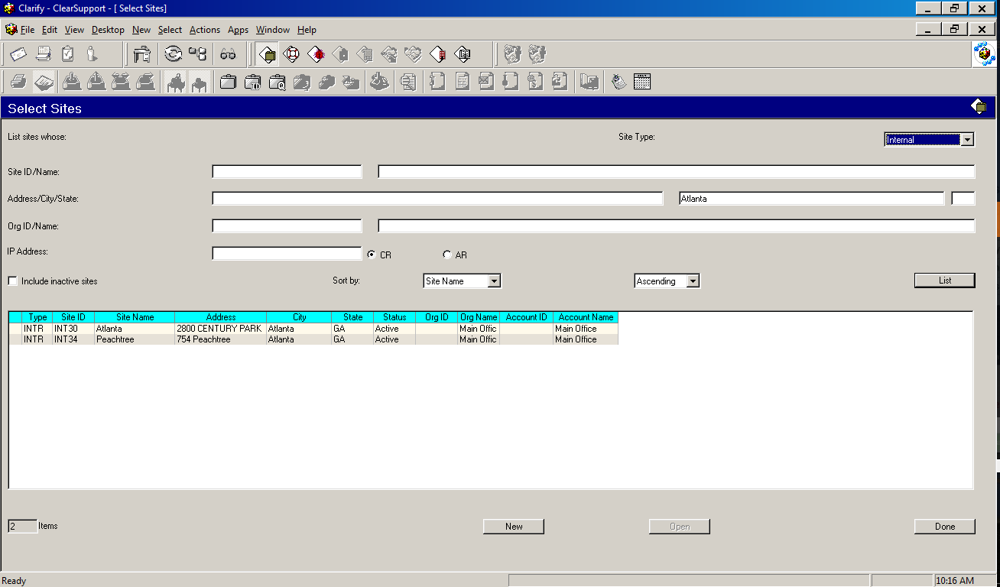 Clarify - ClearSupport - [ Select Sites]
File Edit View Desktop New Select Actions Apps Window Help
Select Sites
List sites whose: Site Type: Internal
Site ID/Name:
Address/City/State: Atlanta
Org ID/Name:
IP Address: CR AR
Include inactive sites Sort by: Site Name Ascending List
Type Site ID Site Name Address City State Status Org ID Org Name Account ID Account Name
INTR INT30 Atlanta 2800 CENTURY PARK Atlanta GA Active Main Offic Main Office
INTR INT34 Peachtree 754 Peachtree Atlanta GA Active Main Offic Main Office
2 Items New Open Done
Ready 10:16 AM